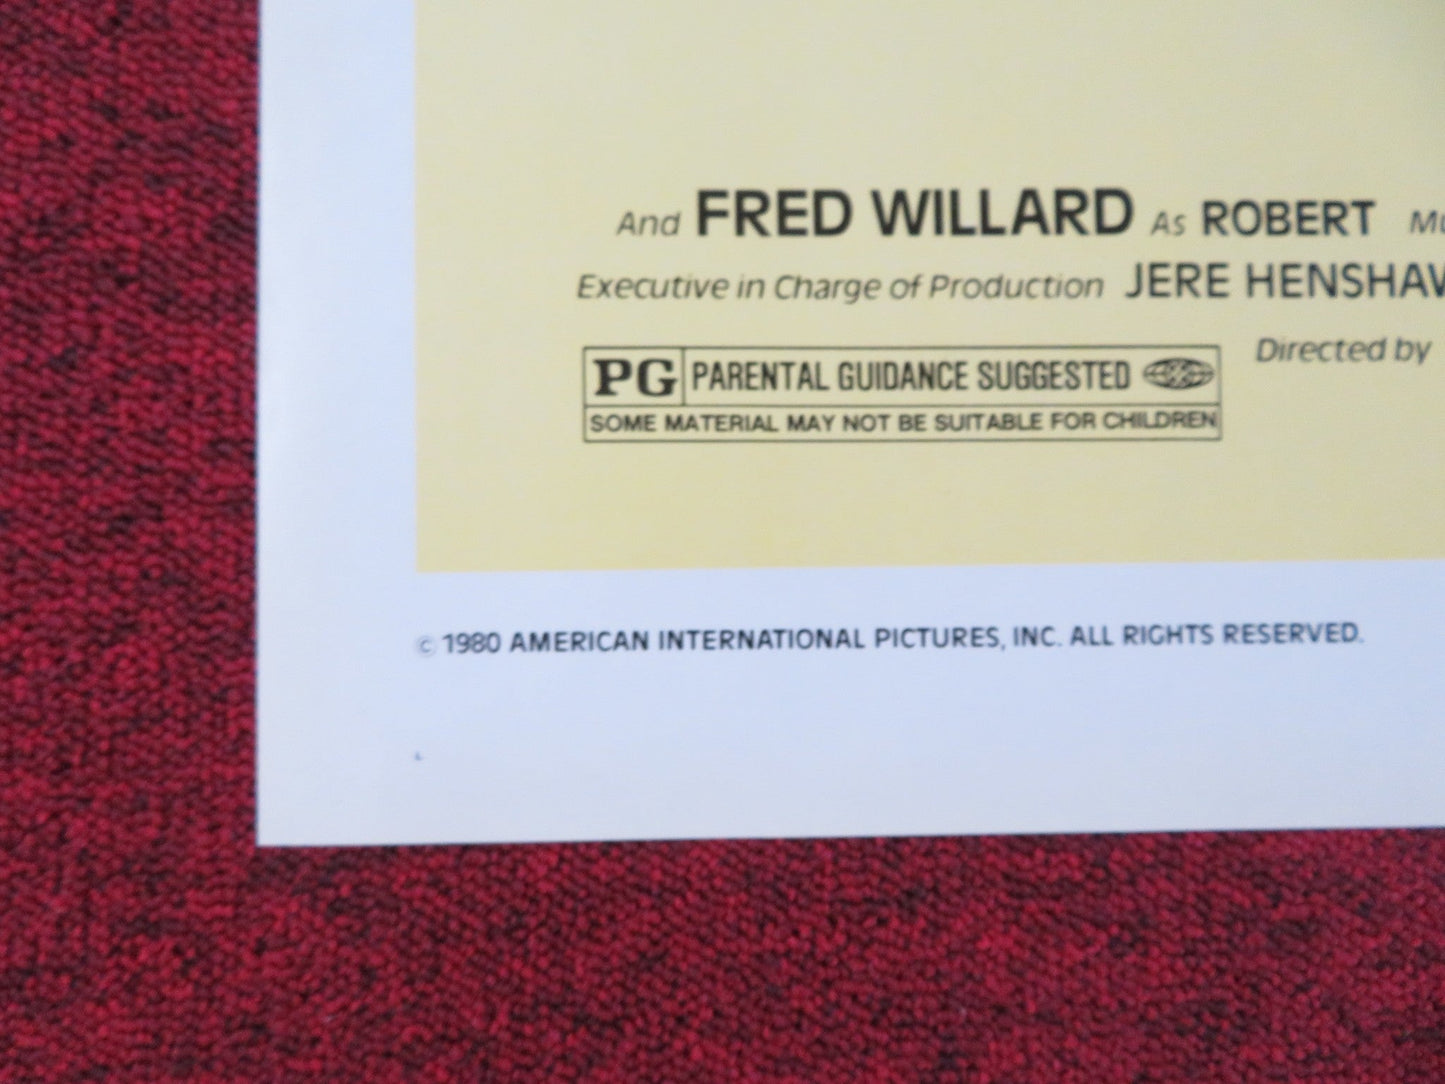 And FRED WILLARD As ROBERT
Executive in Charge of Production JERE
Directed by
PG PARENTAL GUIDANCE SUGGESTED
SOME MATERIAL MAY NOT BE SUITABLE FOR CHILDREN
© 1980 AMERICAN INTERNATIONAL PICTURES, INC. ALL RIGHTS RESERVED.